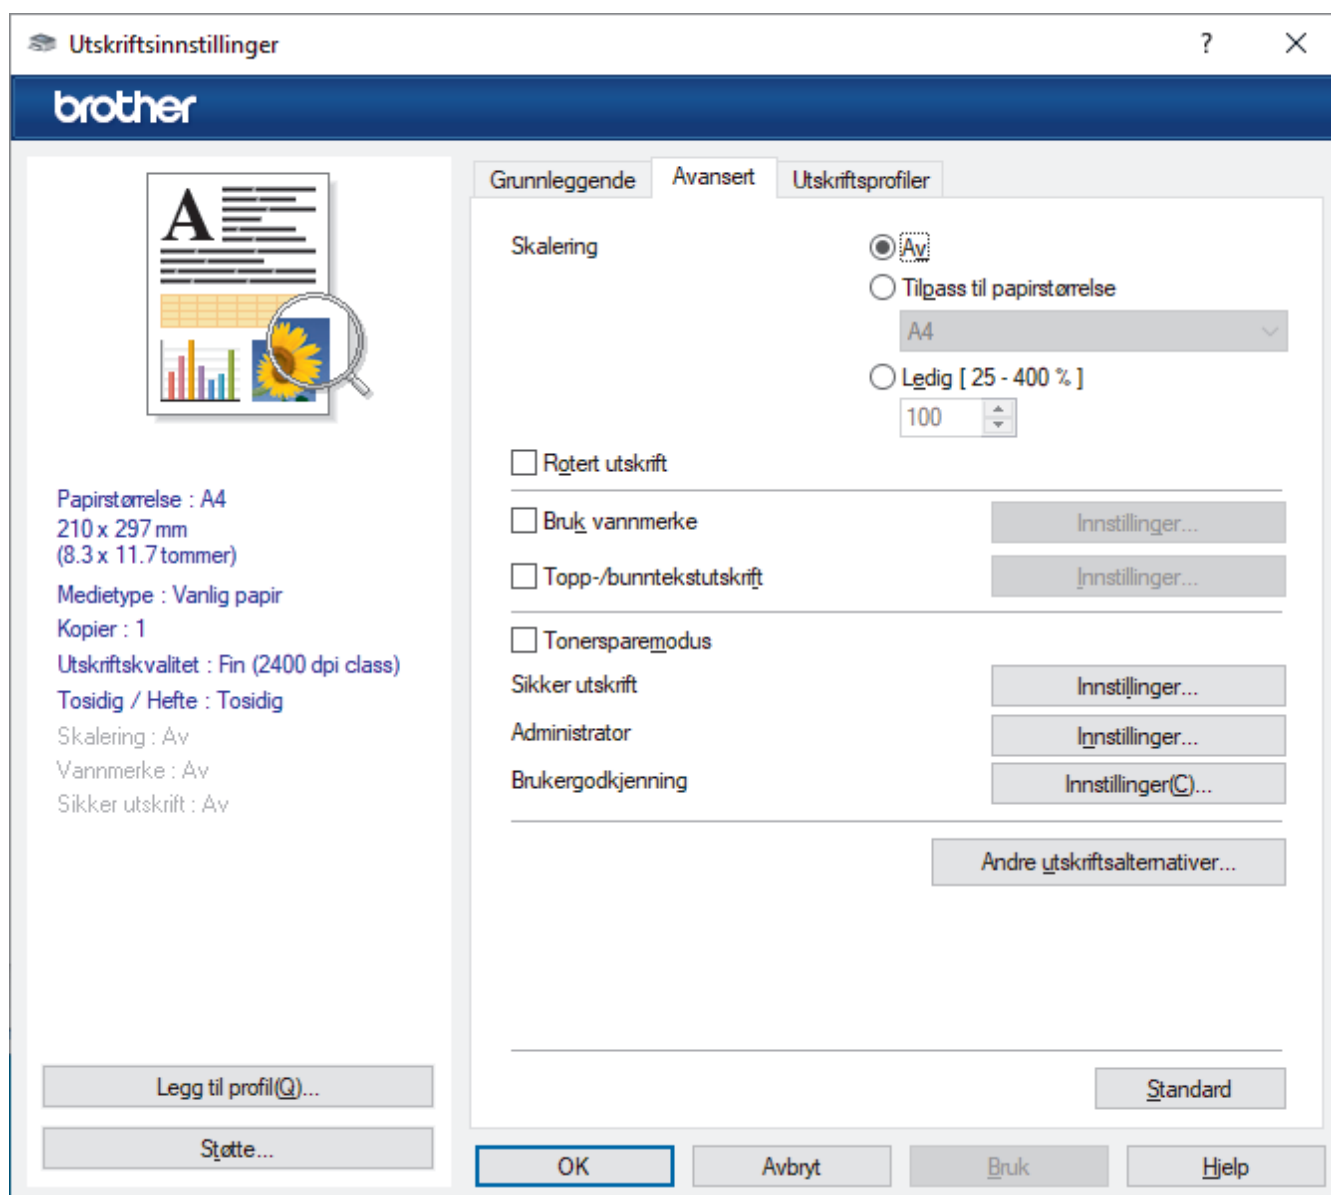 Utskriftsinnstillinger
?
brother
A
Papirstørrelse : A4
210 x 297 mm
(8.3 x 11.7 tommer)
Medietype : Vanlig papir
Kopier : 1
Utskriftskvalitet : Fin (2400 dpi class)
Tosidig / Hefte : Tosidig
Skalering : Av
Vannmerke : Av
Sikker utskrift : Av
Legg til profil(Q)...
Støtte...
Grunnleggende Avansert Utskriftsprofiler
Skalering
Av
Tilpass til papirstørrelse
A4
Ledig [ 25 - 400 % ]
100
Rotert utskrift
Bruk vannmerke Innstillinger...
Topp-/bunntekstutskrift Innstillinger...
Tonersparemodus
Sikker utskrift Innstillinger...
Administrator Innstillinger...
Brukergodkjenning Innstillinger(C)...
Andre utskriftsalternativer...
Standard
OK Avbryt Bruk Hjelp